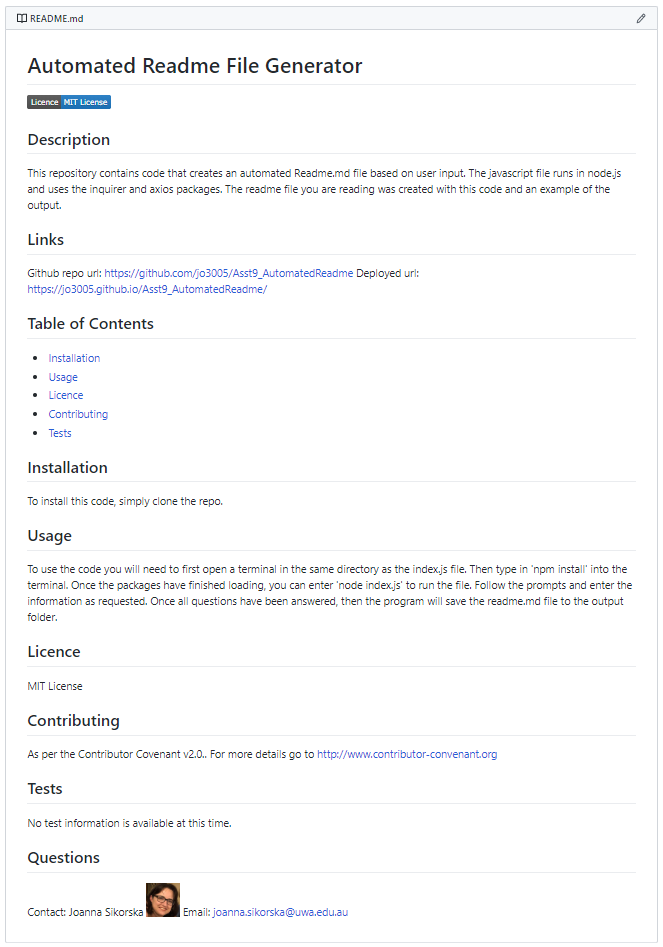 README.md
Automated Readme File Generator
Licence MIT License
Description
This repository contains code that creates an automated Readme.md file based on user input. The javascript file runs in node.js
and uses the inquirer and axios packages. The readme file you are reading was created with this code and an example of the
output.
Links
Github repo url: https://github.com/jo3005/Asst9_AutomatedReadme Deployed url:
https://jo3005.github.io/Asst9_AutomatedReadme/
Table of Contents
Installation
Usage
Licence
Contributing
Tests
Installation
To install this code, simply clone the repo.
Usage
To use the code you will need to first open a terminal in the same directory as the index.js file. Then type in 'npm install' into the
terminal. Once the packages have finished loading, you can enter 'node index.js' to run the file. Follow the prompts and enter the
information as requested. Once all questions have been answered, then the program will save the readme.md file to the output
folder.
Licence
MIT License
Contributing
As per the Contributor Covenant v2.0.. For more details go to http://www.contributor-convenant.org
Tests
No test information is available at this time.
Questions
Contact: Joanna Sikorska Email: joanna.sikorska@uwa.edu.au